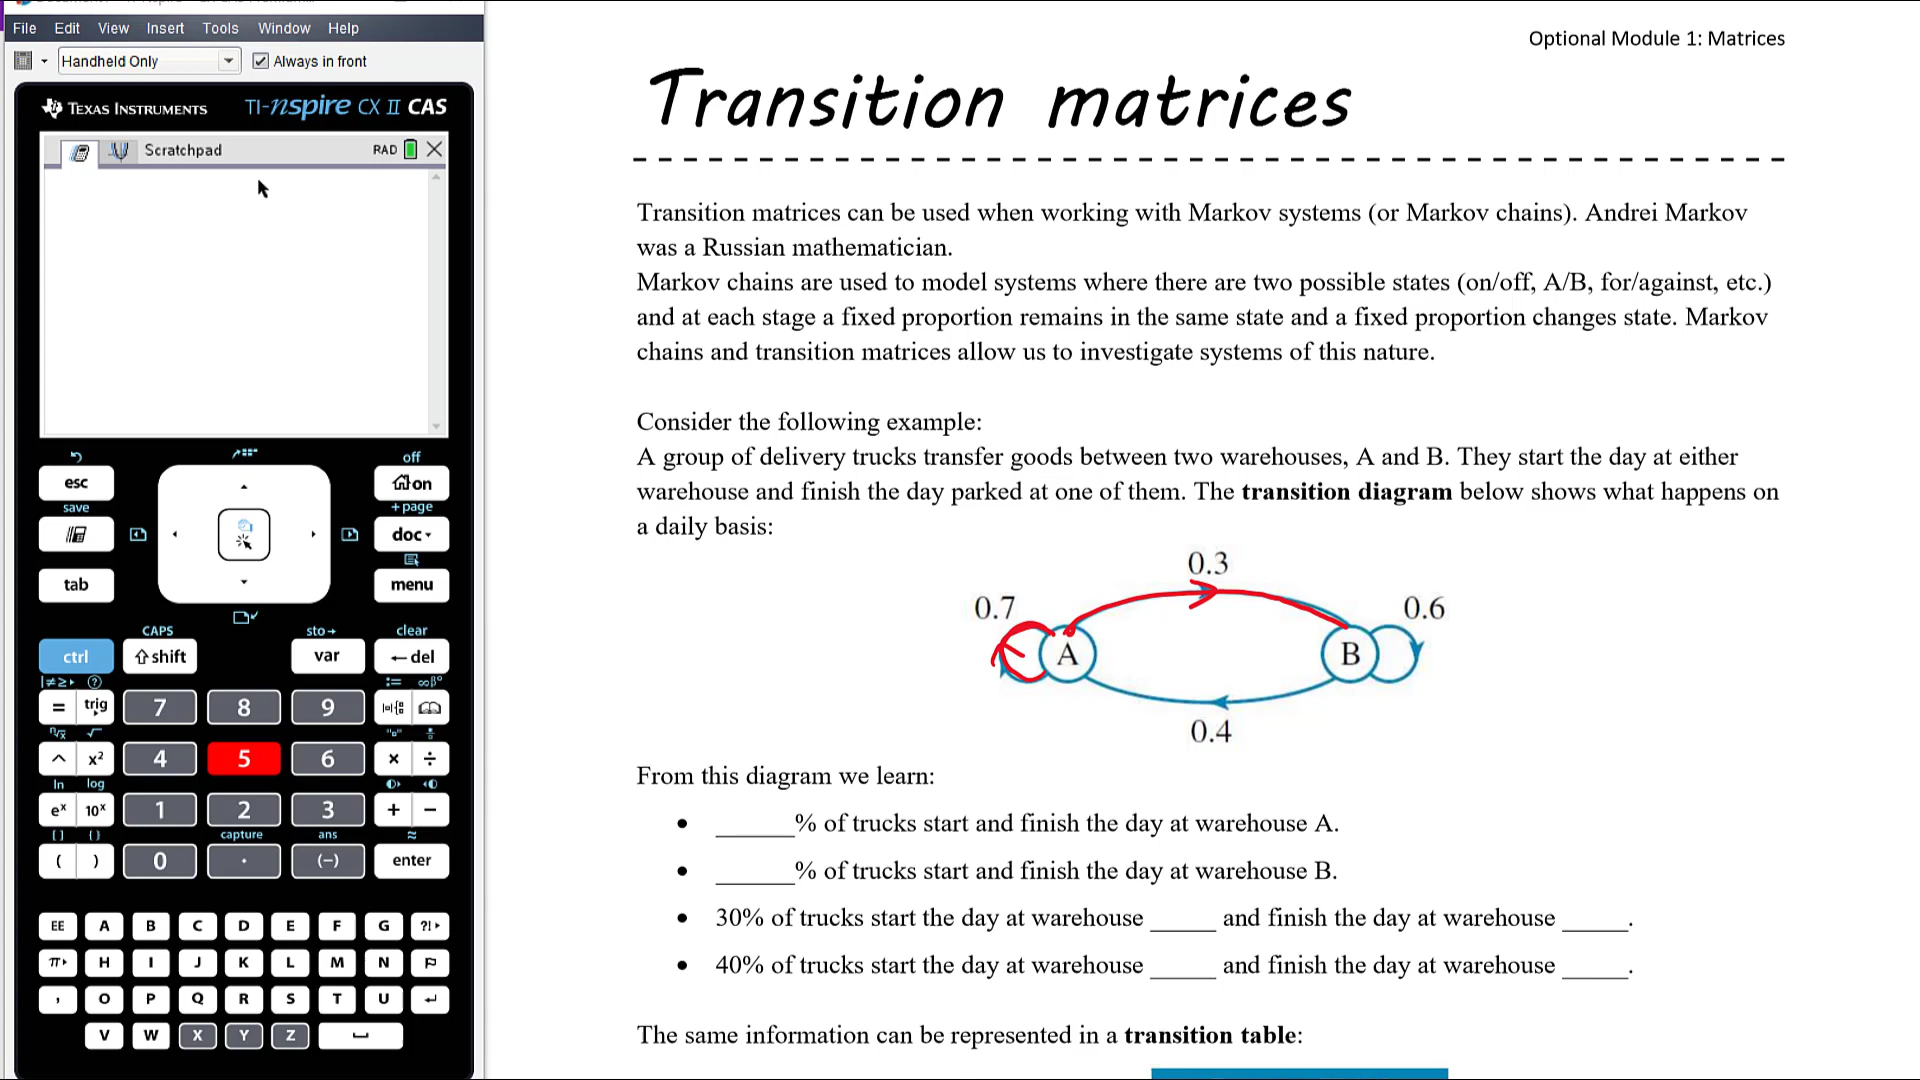 File Edit View Insert Tools Window Help
Handheld Only
Always in front
TEXAS INSTRUMENTS TI-nspire CX II CAS
Scratchpad RAD
off
esc on
save + page
doc
tab menu
CAPS sto→ clear
ctrl shift var ←del
= trig 7 8 9
^ x² 4 5 6 × ÷
ln log
eˣ 10ˣ 1 2 3 + −
[ ] { } capture ans ≈
( ) 0 . (−) enter
EE A B C D E F G ?!▸
π▸ H I J K L M N
, O P Q R S T U
V W X Y Z
Optional Module 1: Matrices
Transition matrices
Transition matrices can be used when working with Markov systems (or Markov chains). Andrei Markov
was a Russian mathematician.
Markov chains are used to model systems where there are two possible states (on/off, A/B, for/against, etc.)
and at each stage a fixed proportion remains in the same state and a fixed proportion changes state. Markov
chains and transition matrices allow us to investigate systems of this nature.
Consider the following example:
A group of delivery trucks transfer goods between two warehouses, A and B. They start the day at either
warehouse and finish the day parked at one of them. The transition diagram below shows what happens on
a daily basis:
0.3
0.7 0.6
A B
0.4
From this diagram we learn:
• ______% of trucks start and finish the day at warehouse A.
• ______% of trucks start and finish the day at warehouse B.
• 30% of trucks start the day at warehouse _____ and finish the day at warehouse _____.
• 40% of trucks start the day at warehouse _____ and finish the day at warehouse _____.
The same information can be represented in a transition table: